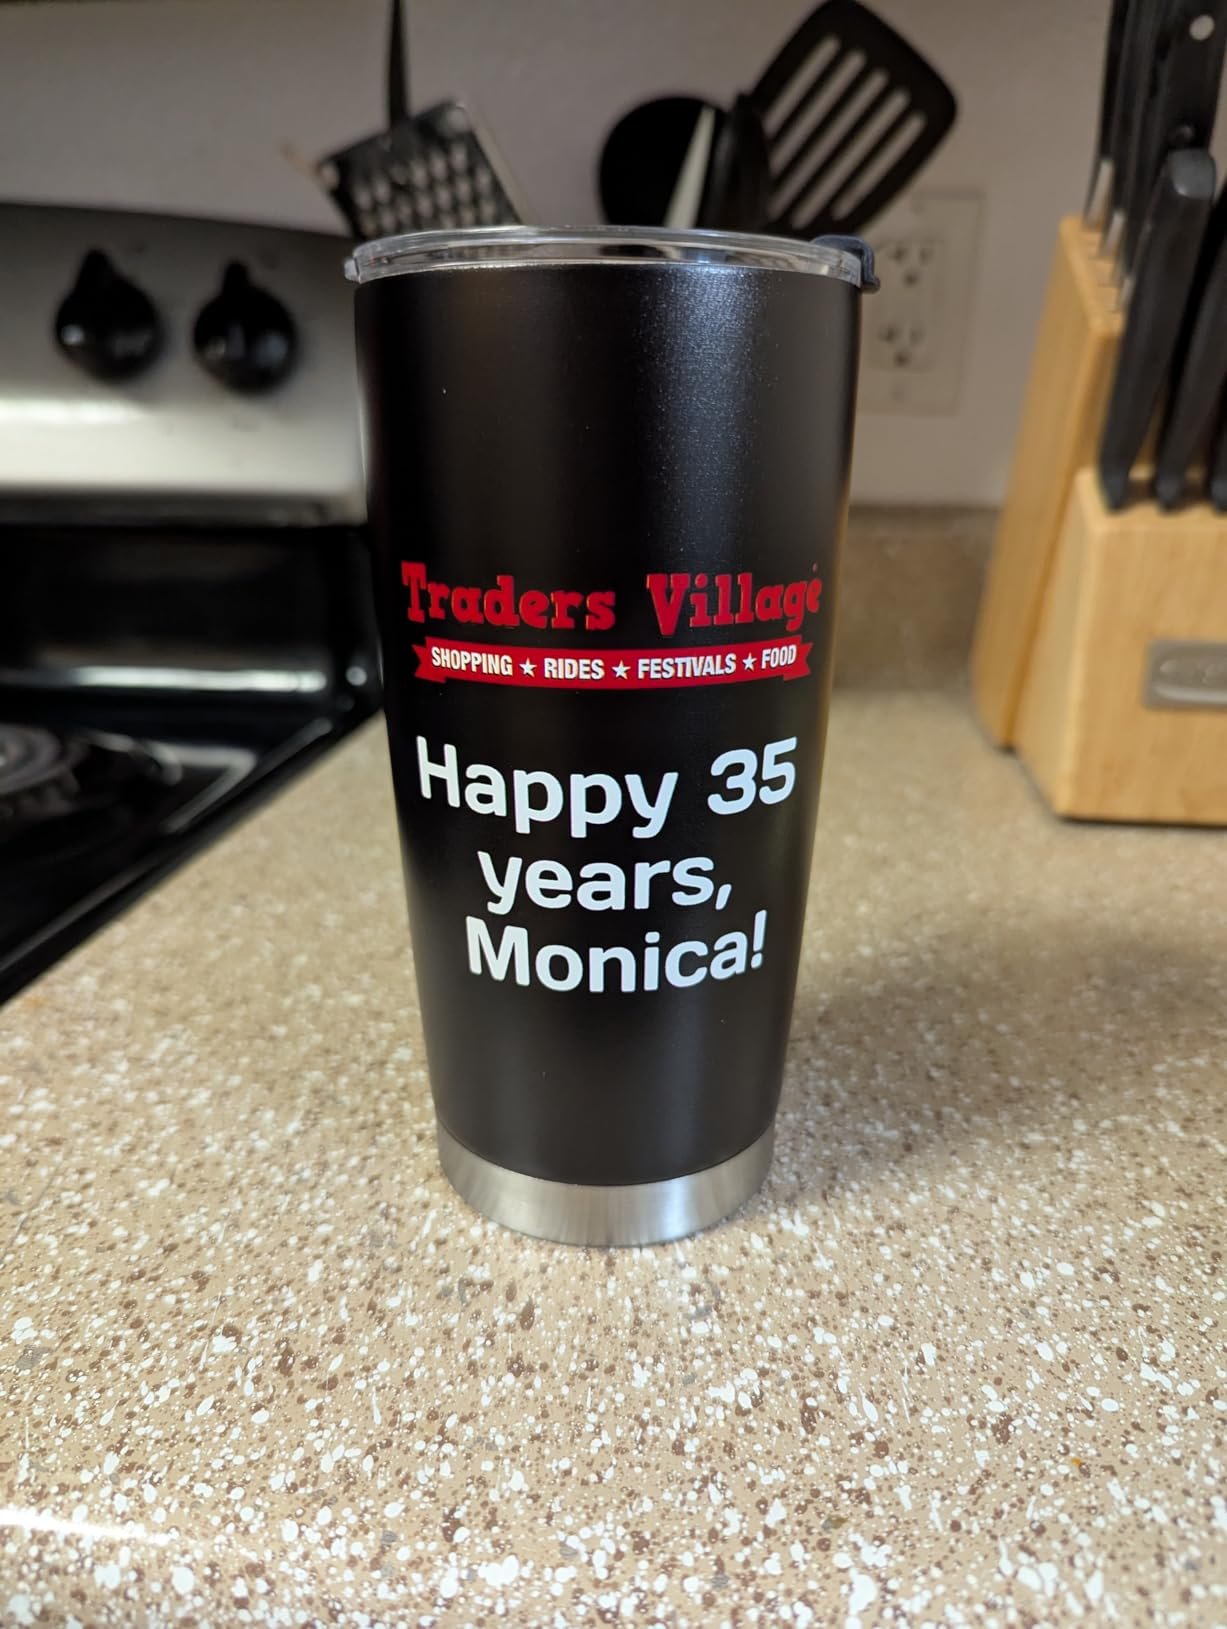 Traders Village
SHOPPING ★ RIDES ★ FESTIVALS ★ FOOD
Happy 35
years,
Monica!